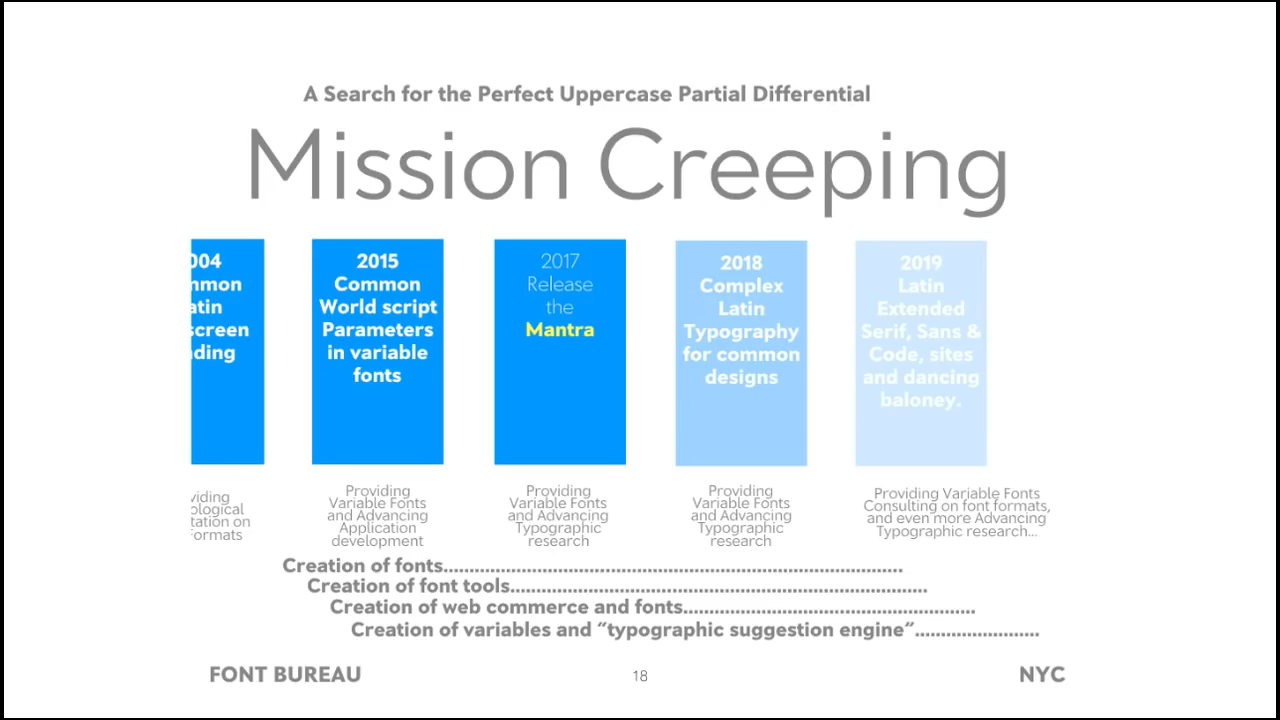 A Search for the Perfect Uppercase Partial Differential
Mission Creeping
004
mmon
atin
screen
ding
2015
Common
World script
Parameters
in variable
fonts
2017
Release
the
Mantra
2018
Complex
Latin
Typography
for common
designs
2019
Latin
Extended
Serif, Sans &
Code, sites
and dancing
baloney.
viding
ological
tation on
ormats
Providing
Variable Fonts
and Advancing
Application
development
Providing
Variable Fonts
and Advancing
Typographic
research
Providing
Variable Fonts
and Advancing
Typographic
research
Providing Variable Fonts
Consulting on font formats,
and even more Advancing
Typographic research...
Creation of fonts..............................................................................................
Creation of font tools.....................................................................................
Creation of web commerce and fonts............................................................
Creation of variables and “typographic suggestion engine”.........................
FONT BUREAU
18
NYC